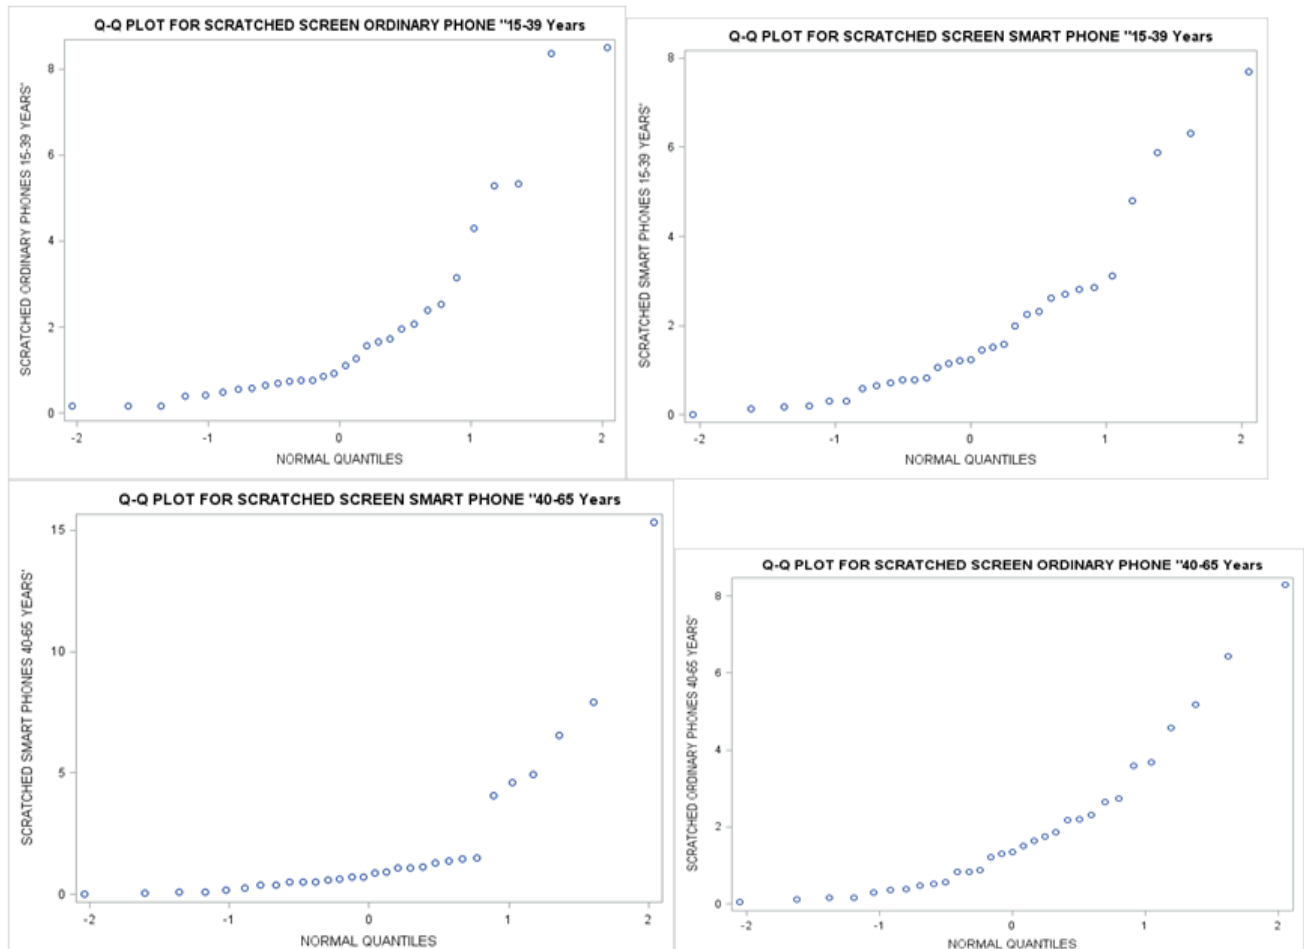 Q-Q PLOT FOR SCRATCHED SCREEN ORDINARY PHONE "15-39 Years
SCRATCHED ORDINARY PHONES 15-39 YEARS'
8
6
4
2
0
-2 -1 0 1 2
NORMAL QUANTILES
Q-Q PLOT FOR SCRATCHED SCREEN SMART PHONE "15-39 Years
SCRATCHED SMART PHONES 15-39 YEARS'
8
6
4
2
0
-2 -1 0 1 2
NORMAL QUANTILES
Q-Q PLOT FOR SCRATCHED SCREEN SMART PHONE "40-65 Years
SCRATCHED SMART PHONES 40-65 YEARS'
15
10
5
0
-2 -1 0 1 2
NORMAL QUANTILES
Q-Q PLOT FOR SCRATCHED SCREEN ORDINARY PHONE "40-65 Years
SCRATCHED ORDINARY PHONES 40-65 YEARS'
8
6
4
2
0
-2 -1 0 1 2
NORMAL QUANTILES